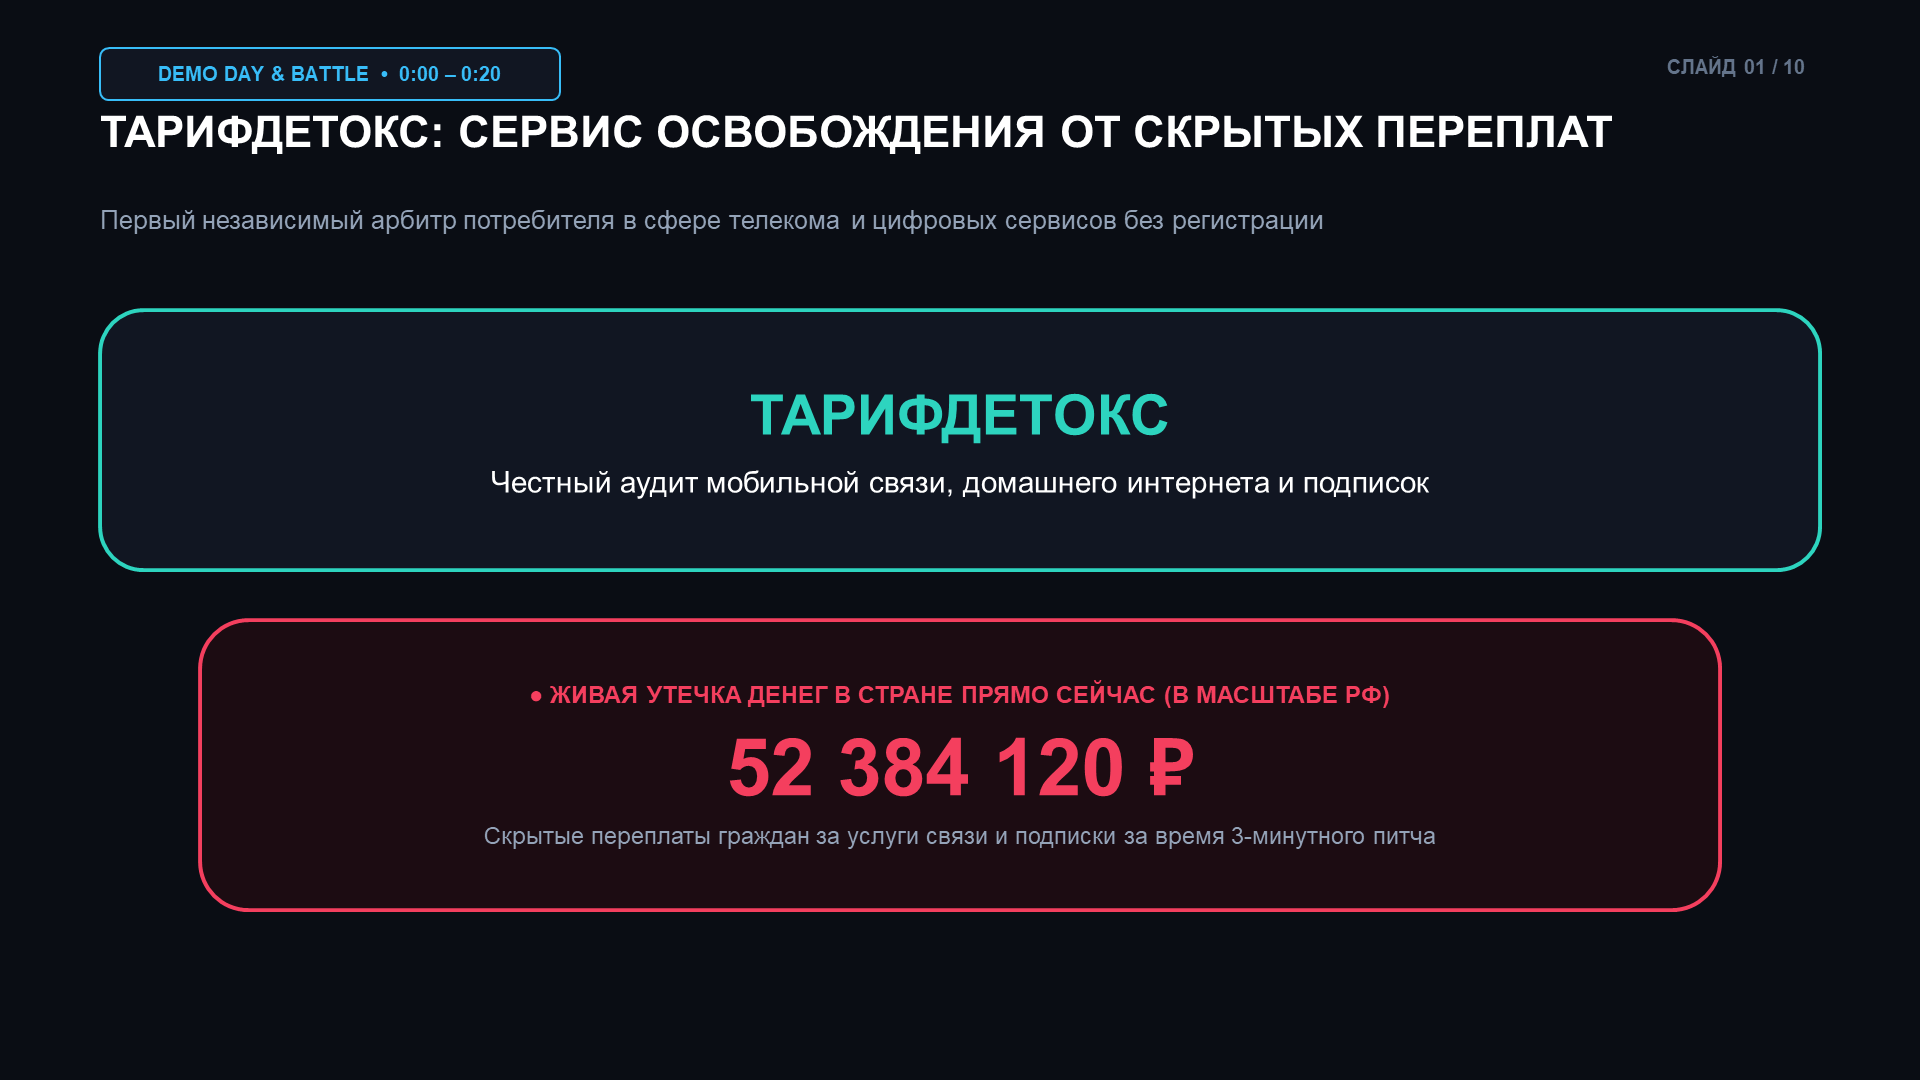 DEMO DAY & BATTLE • 0:00 – 0:20
СЛАЙД 01 / 10
ТАРИФДЕТОКС: СЕРВИС ОСВОБОЖДЕНИЯ ОТ СКРЫТЫХ ПЕРЕПЛАТ
Первый независимый арбитр потребителя в сфере телекома и цифровых сервисов без регистрации
ТАРИФДЕТОКС
Честный аудит мобильной связи, домашнего интернета и подписок
● ЖИВАЯ УТЕЧКА ДЕНЕГ В СТРАНЕ ПРЯМО СЕЙЧАС (В МАСШТАБЕ РФ)
52 384 120 ₽
Скрытые переплаты граждан за услуги связи и подписки за время 3-минутного питча